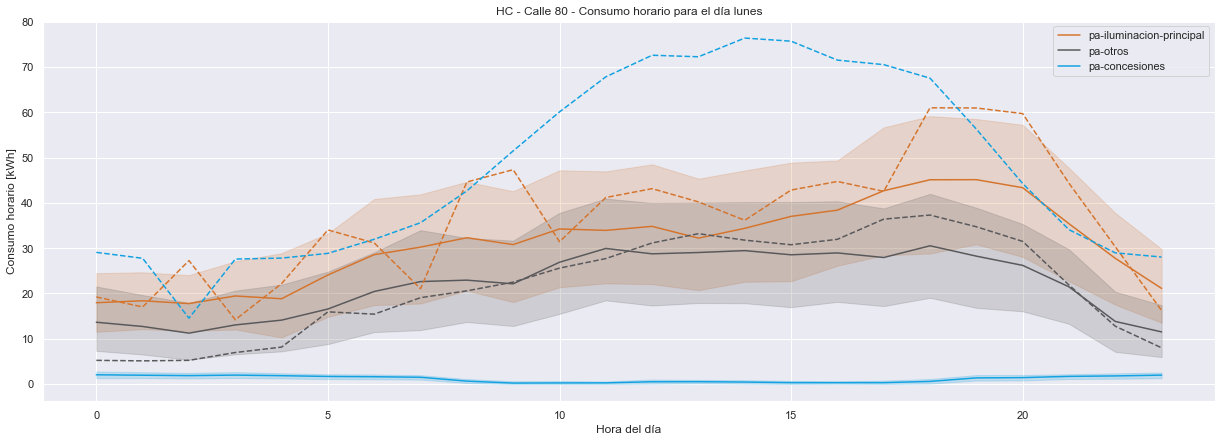 HC - Calle 80 - Consumo horario para el día lunes
pa-iluminacion-principal
pa-otros
pa-concesiones
Consumo horario [kWh]
80
70
60
50
40
30
20
10
0
0
5
10
15
20
Hora del día